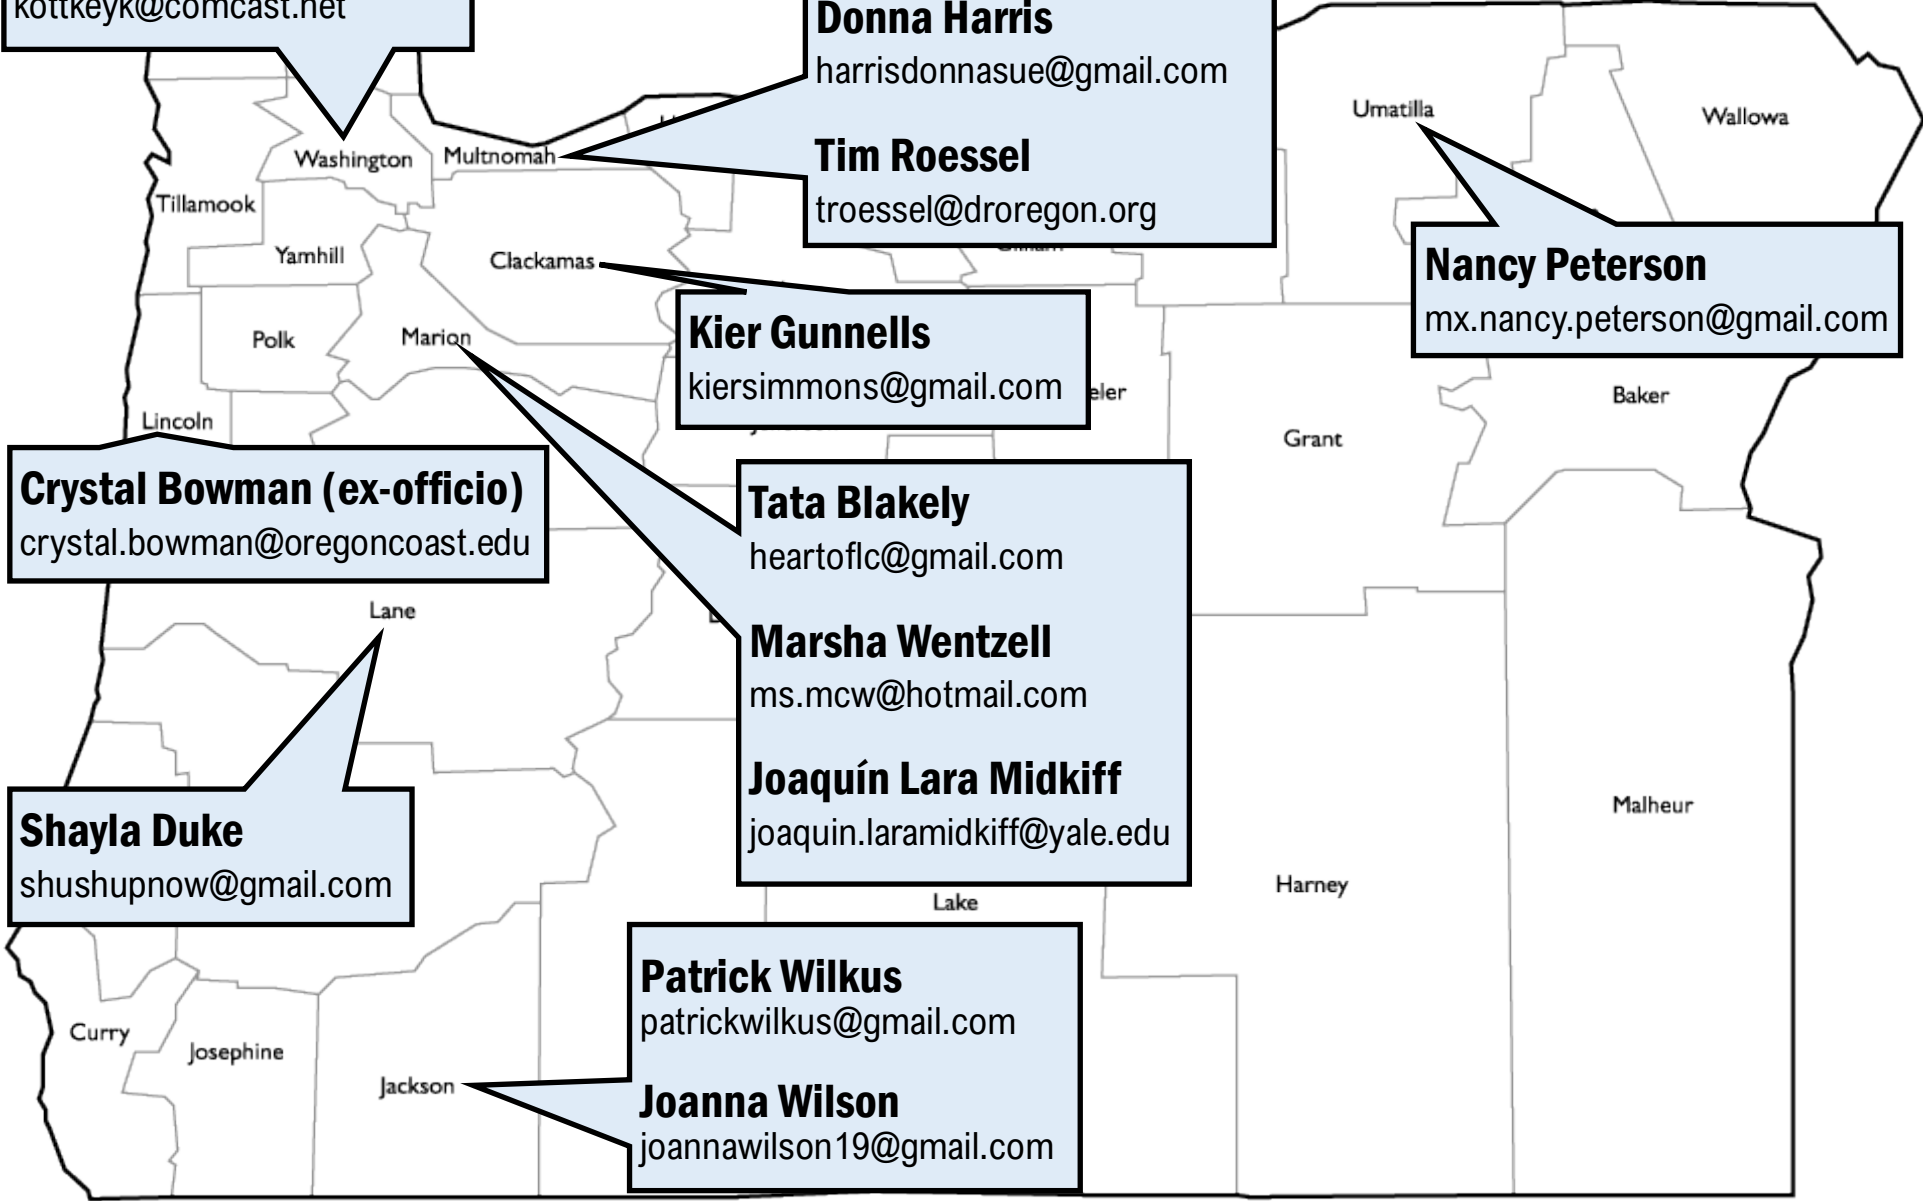 kottkeyk@comcast.net
Donna Harris
harrisdonnasue@gmail.com
Tim Roessel
troessel@droregon.org
Umatilla
Wallowa
Washington
Multnomah
Tillamook
Yamhill
Clackamas
Nancy Peterson
mx.nancy.peterson@gmail.com
Polk
Marion
Kier Gunnells
kiersimmons@gmail.com
eler
Baker
Lincoln
Grant
Crystal Bowman (ex-officio)
crystal.bowman@oregoncoast.edu
Tata Blakely
heartoflc@gmail.com
Marsha Wentzell
ms.mcw@hotmail.com
Joaquín Lara Midkiff
joaquin.laramidkiff@yale.edu
Lane
Malheur
Shayla Duke
shushupnow@gmail.com
Harney
Lake
Patrick Wilkus
patrickwilkus@gmail.com
Joanna Wilson
joannawilson19@gmail.com
Curry
Josephine
Jackson